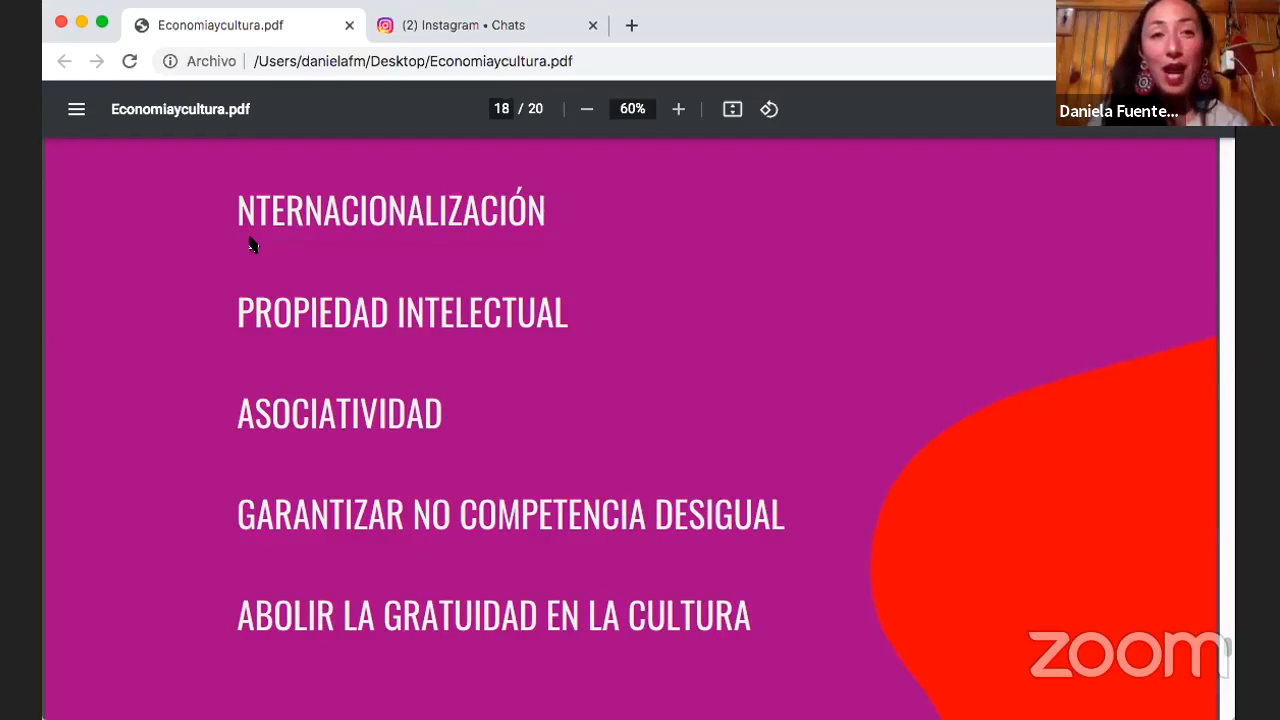 Economiaycultura.pdf
(2) Instagram • Chats
Archivo
/Users/danielafm/Desktop/Economiaycultura.pdf
Economiaycultura.pdf
18 / 20
60%
Daniela Fuente...
NTERNACIONALIZACIÓN
PROPIEDAD INTELECTUAL
ASOCIATIVIDAD
GARANTIZAR NO COMPETENCIA DESIGUAL
ABOLIR LA GRATUIDAD EN LA CULTURA
zoom